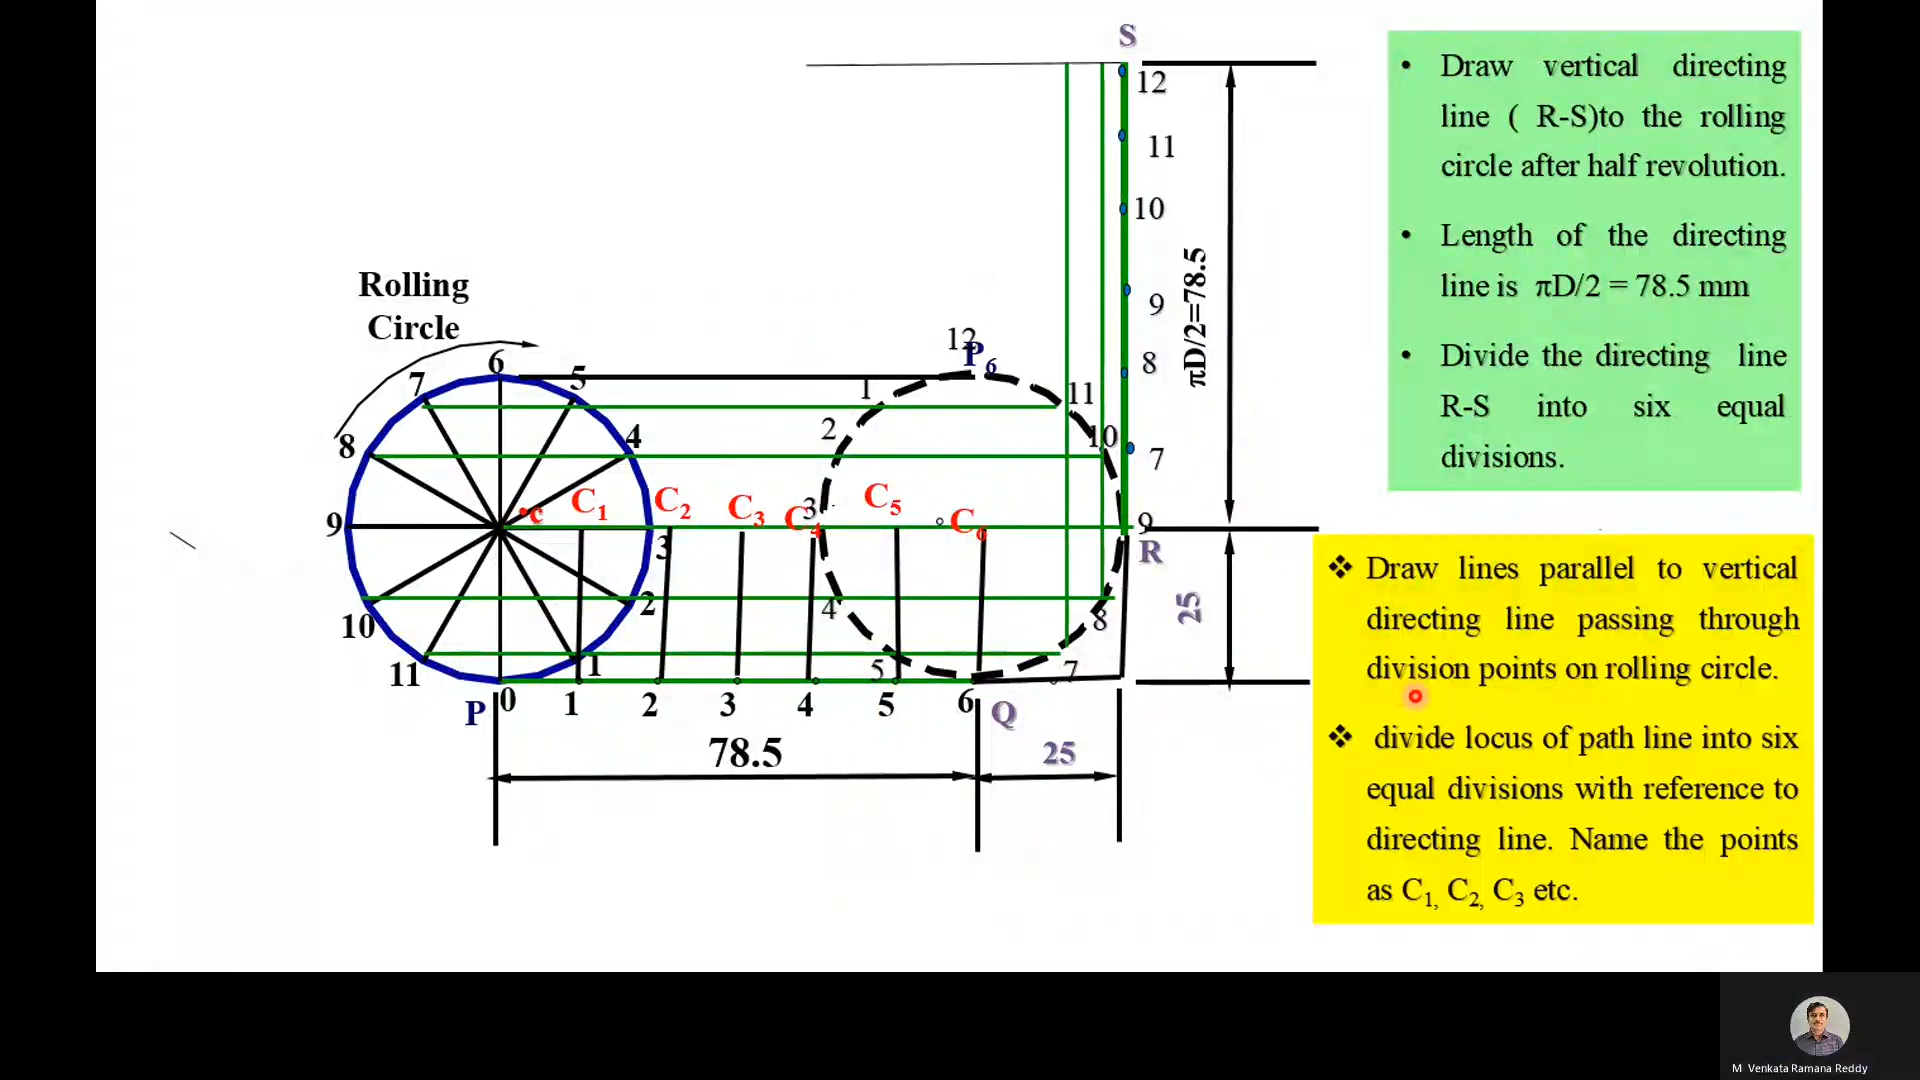 S
12
11
10
9
8
7
πD/2=78.5
Rolling
Circle
12
P6
6
7
5
1
11
8
4
2
10
9
c
C1
C2
C3
C4
3
C5
C6
9
R
3
10
2
4
8
25
11
1
5
7
P
0
1
2
3
4
5
6
Q
78.5
25
• Draw vertical directing
line ( R-S)to the rolling
circle after half revolution.
• Length of the directing
line is πD/2 = 78.5 mm
• Divide the directing line
R-S into six equal
divisions.
❖ Draw lines parallel to vertical
directing line passing through
division points on rolling circle.
❖ divide locus of path line into six
equal divisions with reference to
directing line. Name the points
as C1, C2, C3 etc.
M Venkata Ramana Reddy